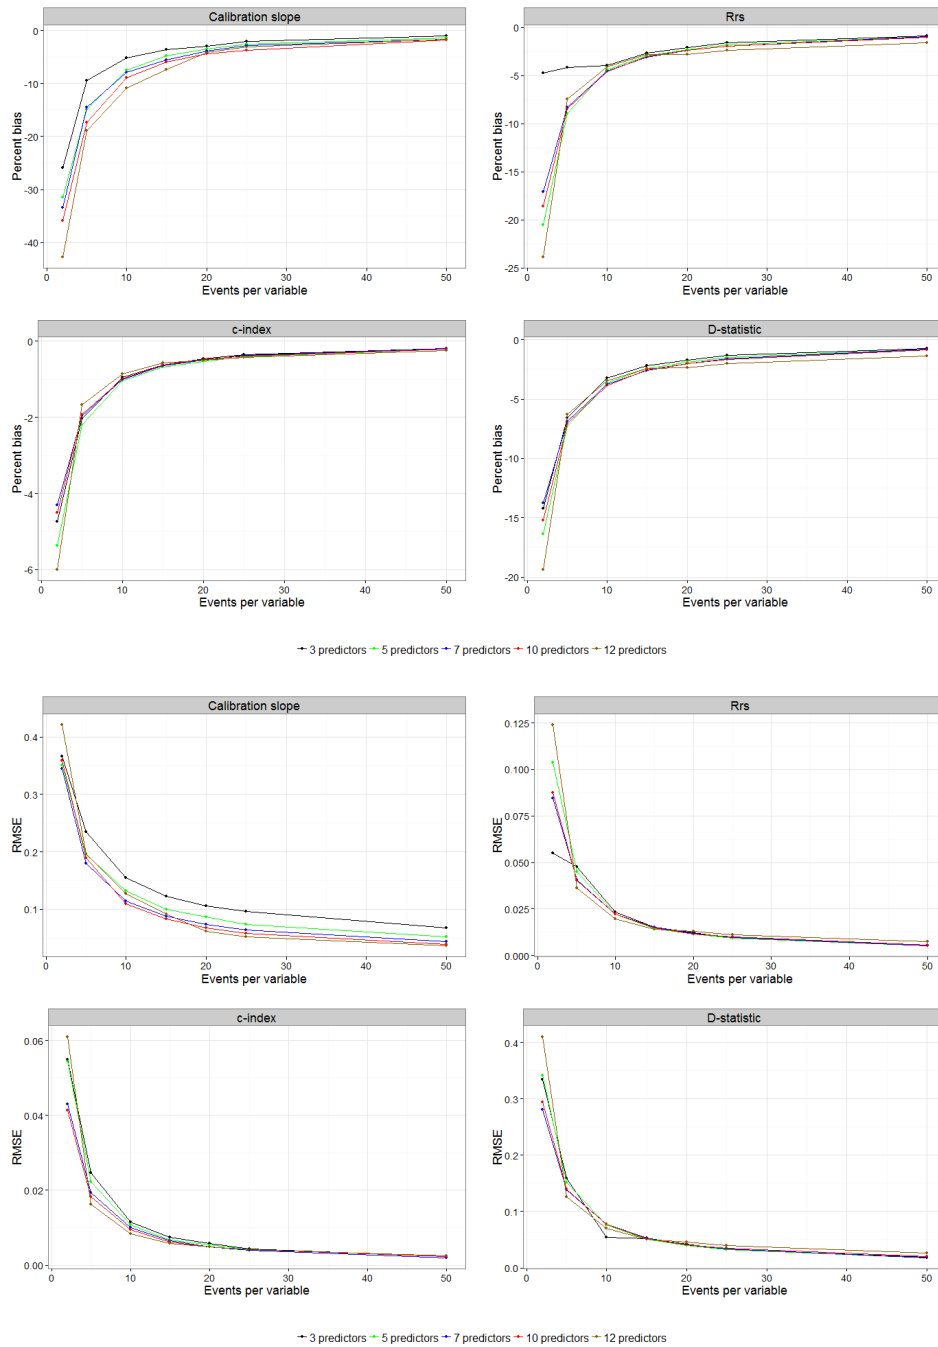 Calibration slope
Rrs
0
-10
-20
-30
-40
Percent bias
0 10 20 30 40 50
Events per variable
0
-5
-10
-15
-20
-25
Percent bias
0 10 20 30 40 50
Events per variable
c-index
D-statistic
0
-2
-4
-6
Percent bias
0 10 20 30 40 50
Events per variable
0
-5
-10
-15
-20
Percent bias
0 10 20 30 40 50
Events per variable
3 predictors 5 predictors 7 predictors 10 predictors 12 predictors
Calibration slope
Rrs
0.4
0.3
0.2
0.1
RMSE
0 10 20 30 40 50
Events per variable
0.125
0.100
0.075
0.050
0.025
0.000
RMSE
0 10 20 30 40 50
Events per variable
c-index
D-statistic
0.06
0.04
0.02
0.00
RMSE
0 10 20 30 40 50
Events per variable
0.4
0.3
0.2
0.1
0.0
RMSE
0 10 20 30 40 50
Events per variable
3 predictors 5 predictors 7 predictors 10 predictors 12 predictors